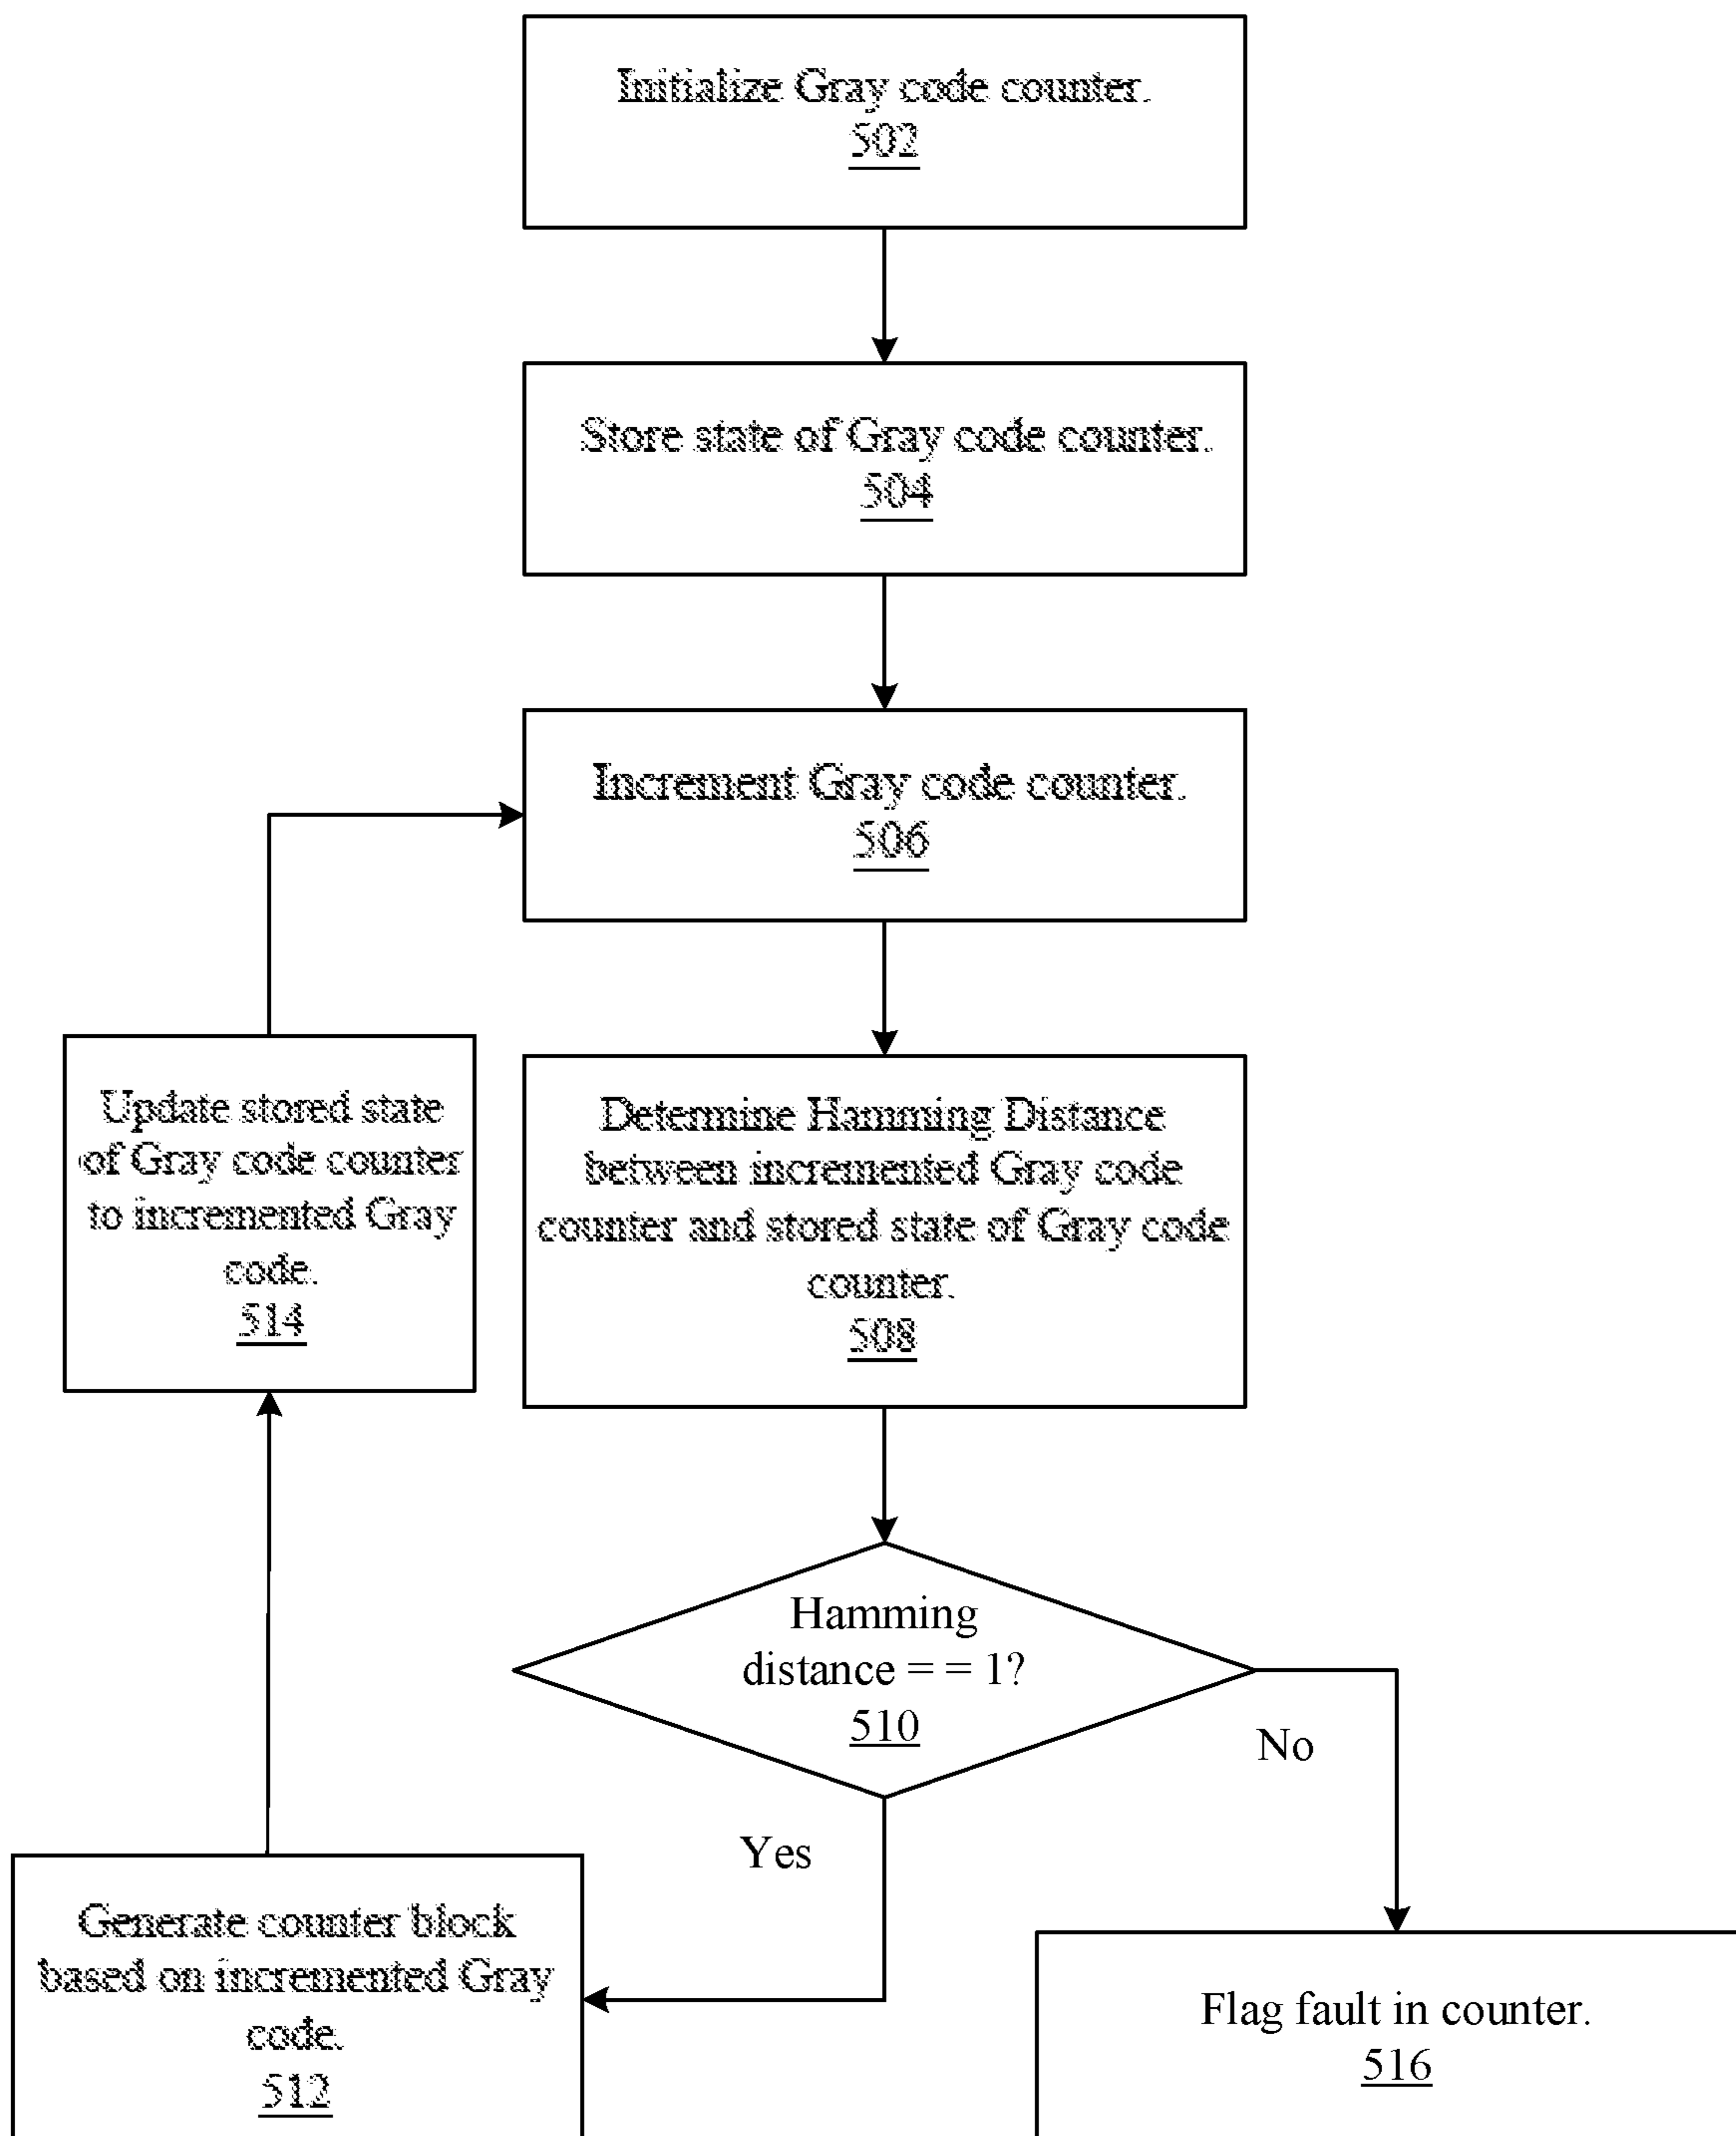 Initialize Gray code counter.
502
Store state of Gray code counter.
504
Increment Gray code counter.
506
Update stored state
of Gray code counter
to incremented Gray
code.
514
Determine Hamming Distance
between incremented Gray code
counter and stored state of Gray code
counter.
508
Hamming
distance = = 1?
510
No
Yes
Generate counter block
based on incremented Gray
code.
512
Flag fault in counter.
516